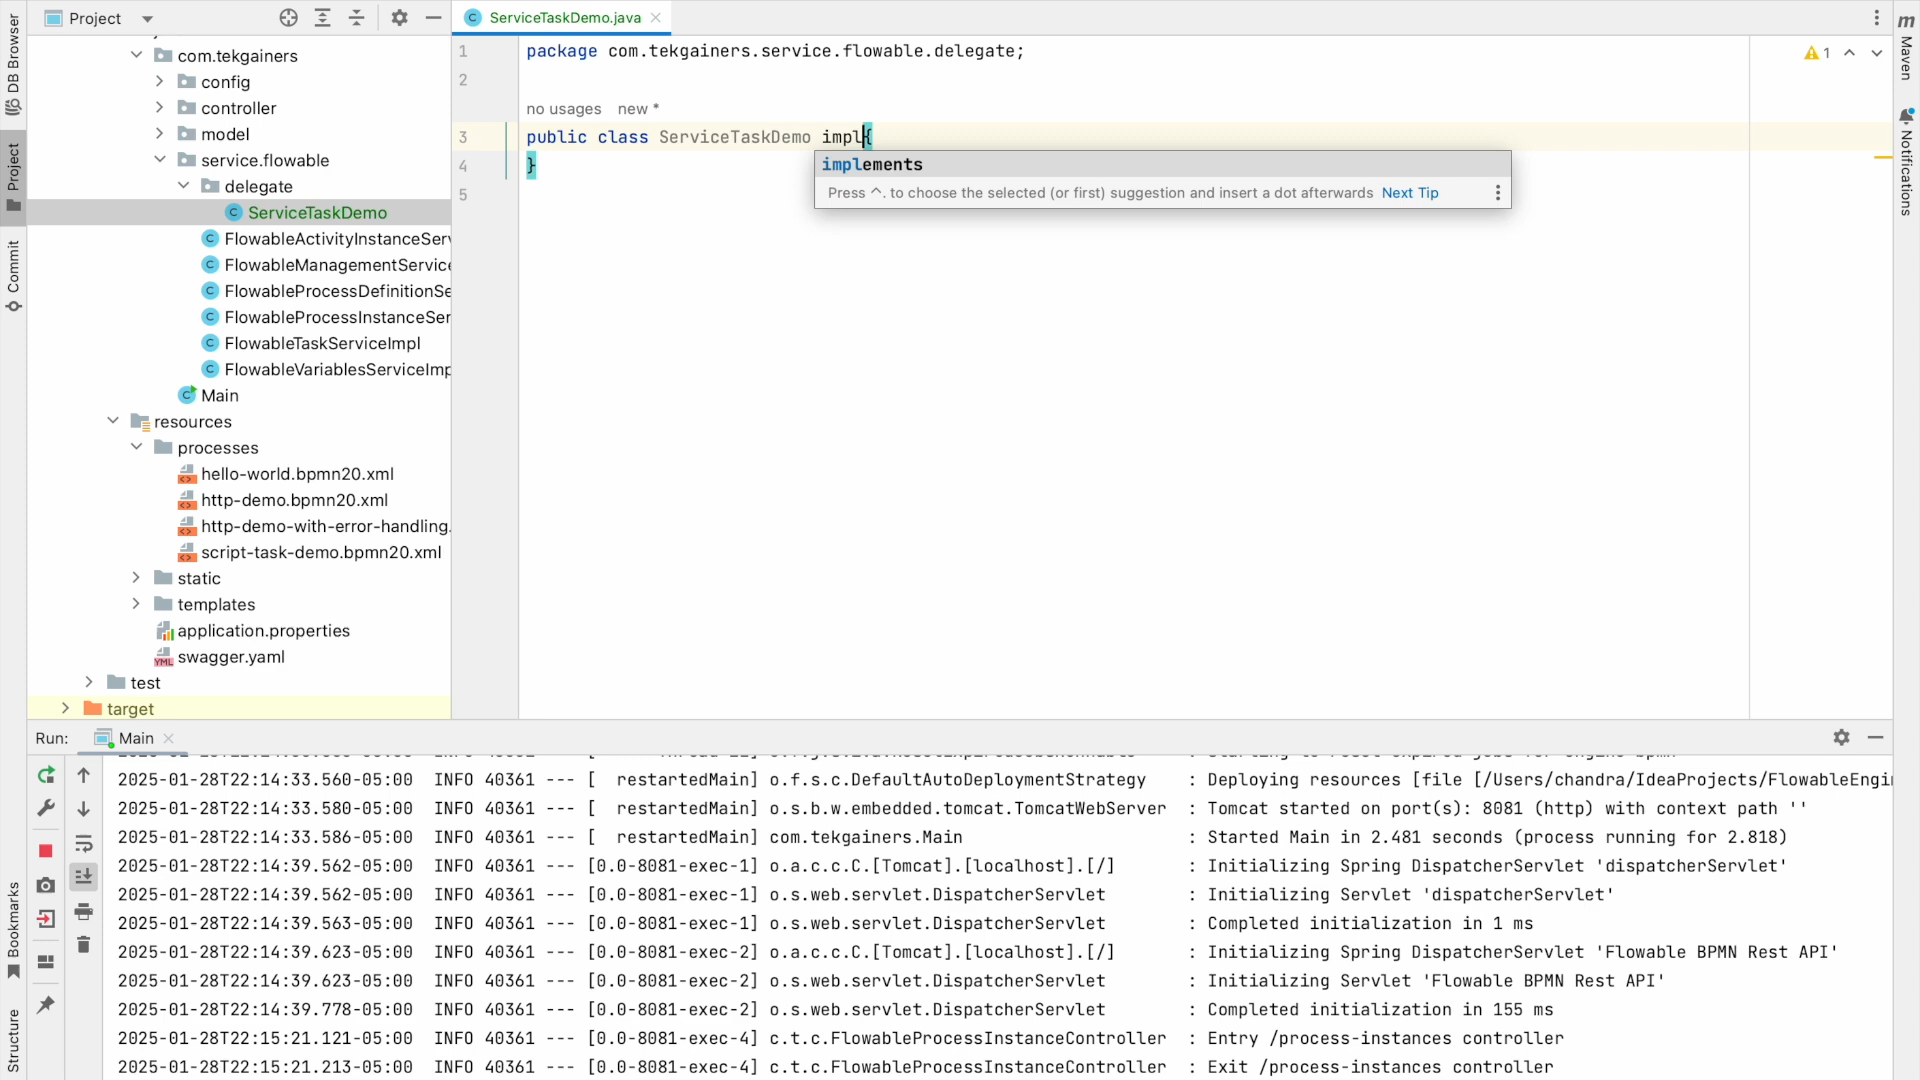 Project
ServiceTaskDemo.java
com.tekgainers
config
controller
model
service.flowable
delegate
ServiceTaskDemo
FlowableActivityInstanceServ
FlowableManagementService
FlowableProcessDefinitionSe
FlowableProcessInstanceSer
FlowableTaskServiceImpl
FlowableVariablesServiceImp
Main
resources
processes
hello-world.bpmn20.xml
http-demo.bpmn20.xml
http-demo-with-error-handling.
script-task-demo.bpmn20.xml
static
templates
application.properties
swagger.yaml
test
target
DB Browser
Project
Commit
Bookmarks
Structure
1 package com.tekgainers.service.flowable.delegate;
2
no usages new *
3 public class ServiceTaskDemo impl{
4 }
5
implements
Press ^. to choose the selected (or first) suggestion and insert a dot afterwards Next Tip
1
Maven
Notifications
Run: Main
2025-01-28T22:14:33.560-05:00 INFO 40361 --- [ restartedMain] o.f.s.c.DefaultAutoDeploymentStrategy : Deploying resources [file [/Users/chandra/IdeaProjects/FlowableEngi
2025-01-28T22:14:33.580-05:00 INFO 40361 --- [ restartedMain] o.s.b.w.embedded.tomcat.TomcatWebServer : Tomcat started on port(s): 8081 (http) with context path ''
2025-01-28T22:14:33.586-05:00 INFO 40361 --- [ restartedMain] com.tekgainers.Main : Started Main in 2.481 seconds (process running for 2.818)
2025-01-28T22:14:39.562-05:00 INFO 40361 --- [0.0-8081-exec-1] o.a.c.c.C.[Tomcat].[localhost].[/] : Initializing Spring DispatcherServlet 'dispatcherServlet'
2025-01-28T22:14:39.562-05:00 INFO 40361 --- [0.0-8081-exec-1] o.s.web.servlet.DispatcherServlet : Initializing Servlet 'dispatcherServlet'
2025-01-28T22:14:39.563-05:00 INFO 40361 --- [0.0-8081-exec-1] o.s.web.servlet.DispatcherServlet : Completed initialization in 1 ms
2025-01-28T22:14:39.623-05:00 INFO 40361 --- [0.0-8081-exec-2] o.a.c.c.C.[Tomcat].[localhost].[/] : Initializing Spring DispatcherServlet 'Flowable BPMN Rest API'
2025-01-28T22:14:39.623-05:00 INFO 40361 --- [0.0-8081-exec-2] o.s.web.servlet.DispatcherServlet : Initializing Servlet 'Flowable BPMN Rest API'
2025-01-28T22:14:39.778-05:00 INFO 40361 --- [0.0-8081-exec-2] o.s.web.servlet.DispatcherServlet : Completed initialization in 155 ms
2025-01-28T22:15:21.121-05:00 INFO 40361 --- [0.0-8081-exec-4] c.t.c.FlowableProcessInstanceController : Entry /process-instances controller
2025-01-28T22:15:21.213-05:00 INFO 40361 --- [0.0-8081-exec-4] c.t.c.FlowableProcessInstanceController : Exit /process-instances controller